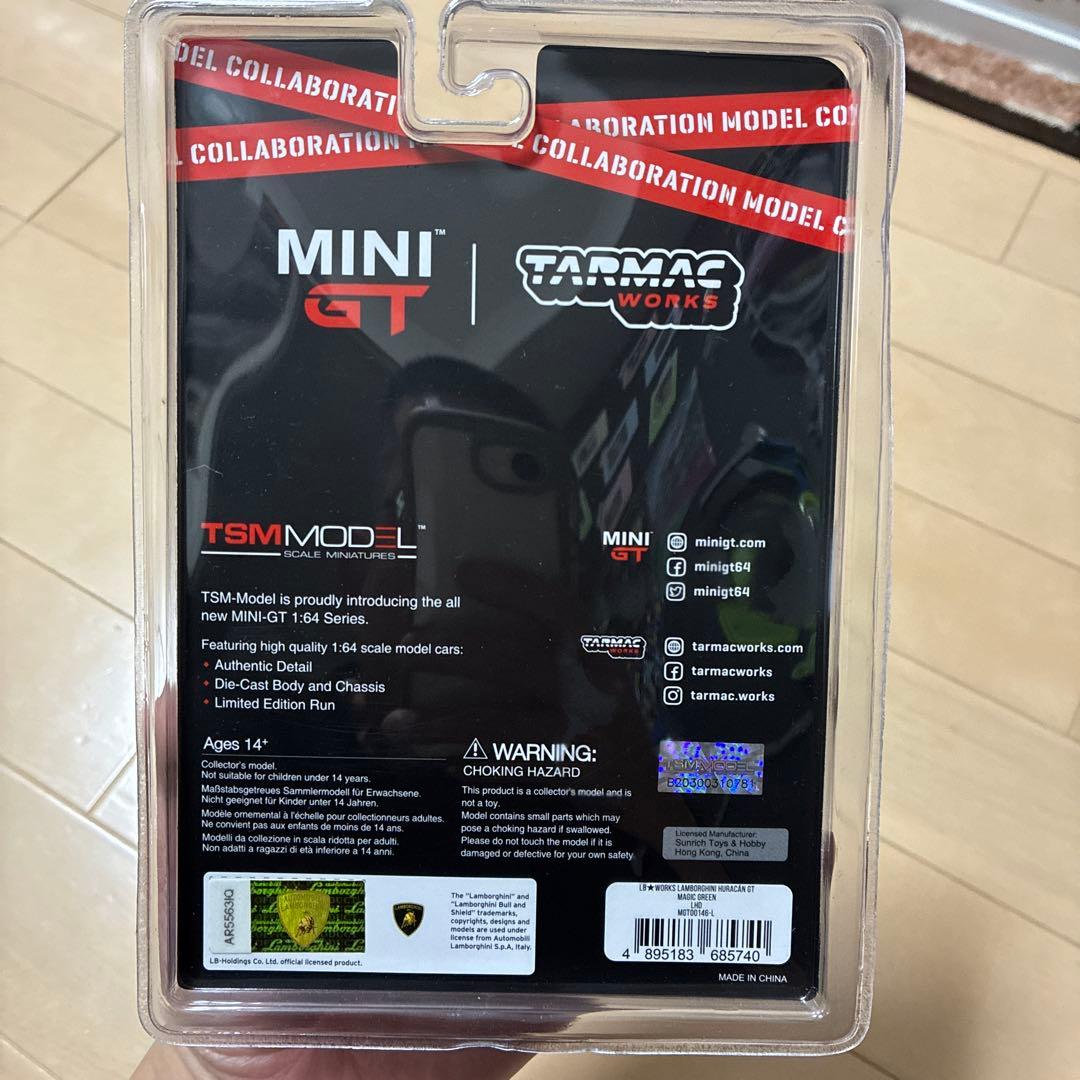 DEL COLLABORATI
L COLLABORATION
ABORATION MODEL CO
COLLABORATION MODEL C
MINI™
GT
TARMAC
WORKS
TSMMODEL™
SCALE MINIATURES
TSM-Model is proudly introducing the all
new MINI-GT 1:64 Series.
Featuring high quality 1:64 scale model cars:
• Authentic Detail
• Die-Cast Body and Chassis
• Limited Edition Run
MINI
GT
minigt.com
minigt64
minigt64
TARMAC
WORKS
tarmacworks.com
tarmacworks
tarmac.works
Ages 14+
Collector's model.
Not suitable for children under 14 years.
Maßstabsgetreues Sammlermodell für Erwachsene.
Nicht geeignet für Kinder unter 14 Jahren.
Modèle ornemental à l'échelle pour collectionneurs adultes.
Ne convient pas aux enfants de moins de 14 ans.
Modelli da collezione in scala ridotta per adulti.
Non adatti a ragazzi di età inferiore a 14 anni.
⚠ WARNING:
CHOKING HAZARD
This product is a collector's model and is
not a toy.
Model contains small parts which may
pose a choking hazard if swallowed.
Please do not touch the model if it is
damaged or defective for your own safety
TSM-MODEL
B20300310781
Licensed Manufacturer:
Sunrich Toys & Hobby
Hong Kong, China
AR5563IQ
AUTOMOBILI
LAMBORGHINI
Lamborghini
LB-Holdings Co. Ltd. official licensed product.
The "Lamborghini" and
"Lamborghini Bull and
Shield" trademarks,
copyrights, designs and
models are used under
license from Automobili
Lamborghini S.p.A, Italy.
LB★WORKS LAMBORGHINI HURACÁN GT
MAGIC GREEN
LHD
MGT00146-L
4 895183 685740
MADE IN CHINA